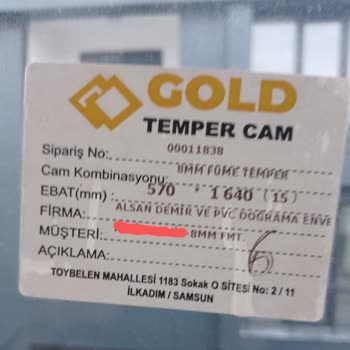 GOLD
TEMPER CAM
Sipariş No: 00011838
Cam Kombinasyonu: 8MM FÜME TEMPER
EBAT(mm) : 570 * 1640 (15)
FİRMA: ALSAN DEMİR VE PVC DOĞRAMA ENVE
MÜŞTERİ: 8MM FMT.
AÇIKLAMA: 6
TOYBELEN MAHALLESİ 1183 Sokak O SİTESİ No: 2 / 11
İLKADIM / SAMSUN